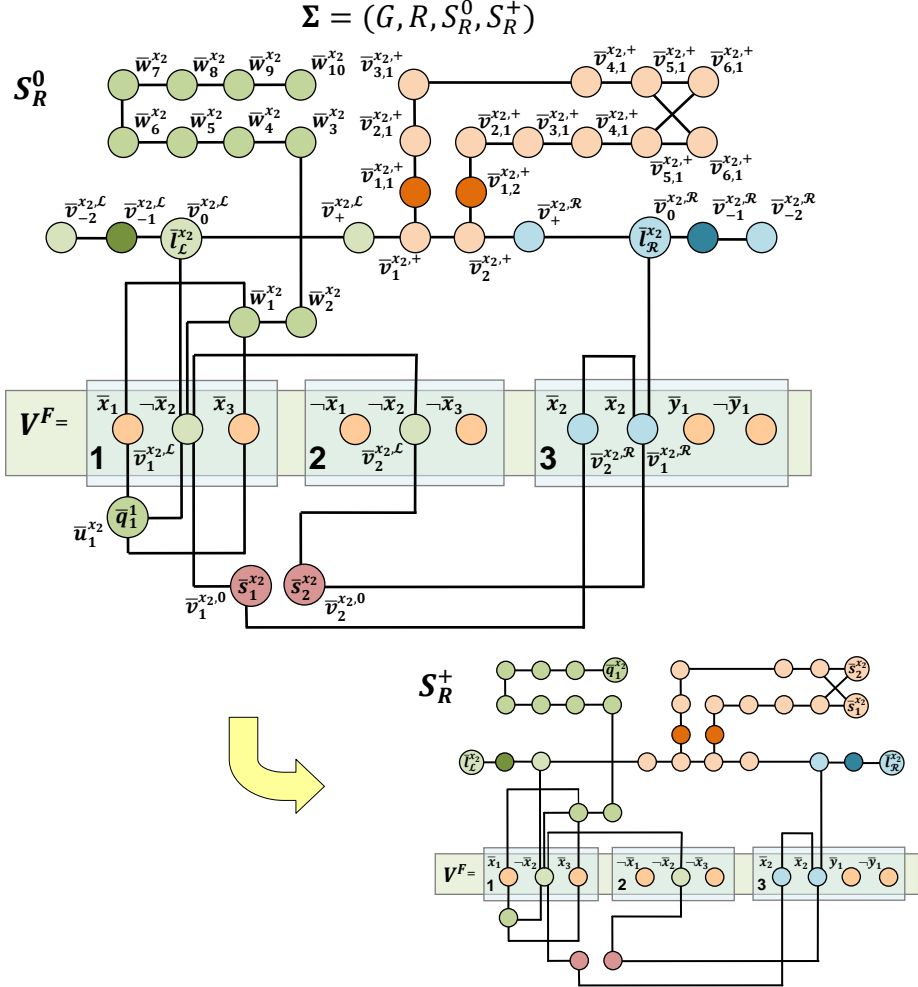 𝚺 = (G, R, S_R^0, S_R^+)
S_R^0
w̅_7^{x_2} w̅_8^{x_2} w̅_9^{x_2} w̅_{10}^{x_2} v̅_{3,1}^{x_2,+} v̅_{4,1}^{x_2,+} v̅_{5,1}^{x_2,+} v̅_{6,1}^{x_2,+}
w̅_6^{x_2} w̅_5^{x_2} w̅_4^{x_2} w̅_3^{x_2} v̅_{2,1}^{x_2,+} v̅_{2,1}^{x_2,+} v̅_{3,1}^{x_2,+} v̅_{4,1}^{x_2,+}
v̅_{5,1}^{x_2,+} v̅_{6,1}^{x_2,+}
v̅_{1,1}^{x_2,+} v̅_{1,2}^{x_2,+}
v̅_{-2}^{x_2,ℒ} v̅_{-1}^{x_2,ℒ} v̅_0^{x_2,ℒ} v̅_+^{x_2,ℒ} v̅_+^{x_2,ℛ} v̅_0^{x_2,ℛ} v̅_{-1}^{x_2,ℛ} v̅_{-2}^{x_2,ℛ}
l̅_ℒ^{x_2} l̅_ℛ^{x_2}
v̅_1^{x_2,+} v̅_2^{x_2,+}
w̅_1^{x_2} w̅_2^{x_2}
x̅_1 ¬x̅_2 x̅_3 ¬x̅_1 ¬x̅_2 ¬x̅_3 x̅_2 x̅_2 y̅_1 ¬y̅_1
V^F =
1 v̅_1^{x_2,ℒ} 2 v̅_2^{x_2,ℒ} 3 v̅_2^{x_2,ℛ} v̅_1^{x_2,ℛ}
q̅_1^1
u̅_1^{x_2}
s̅_1^{x_2} s̅_2^{x_2}
v̅_1^{x_2,0} v̅_2^{x_2,0}
S_R^+
q̅_1^{x_2} s̅_2^{x_2}
s̅_1^{x_2}
l̅_ℒ^{x_2} l̅_ℛ^{x_2}
x̅_1 ¬x̅_2 x̅_3 ¬x̅_1 ¬x̅_2 ¬x̅_3 x̅_2 x̅_2 y̅_1 ¬y̅_1
V^F =
1 2 3